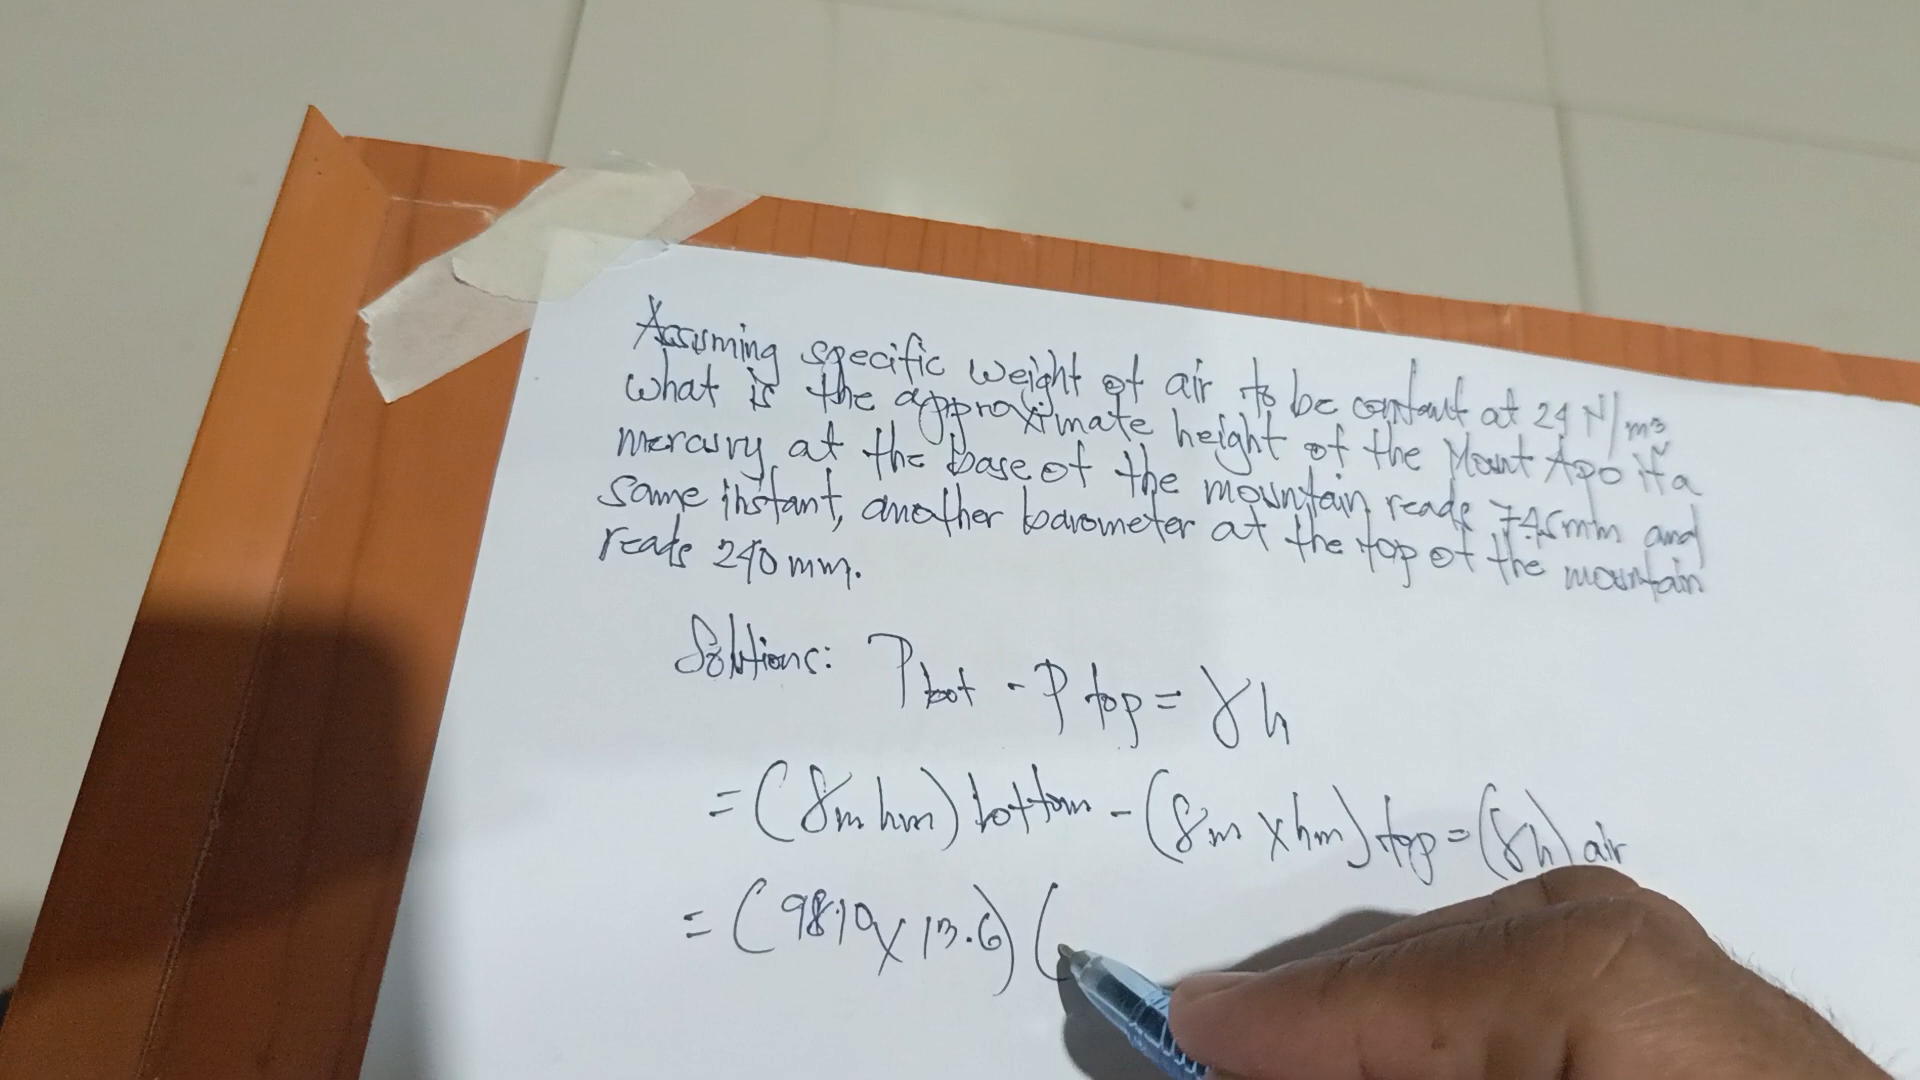 Assuming specific weight of air to be constant at 24 N/m³
what is the approximate height of the Mount Apo if a
mercury at the base of the mountain reads 745mm and
same instant, another barometer at the top of the mountain
reads 240 mm.
Solutions: Pbot - Ptop = γh
= (γm hm) bottom - (γm x hm) top = (γh) air
= (9810 x 13.6) (